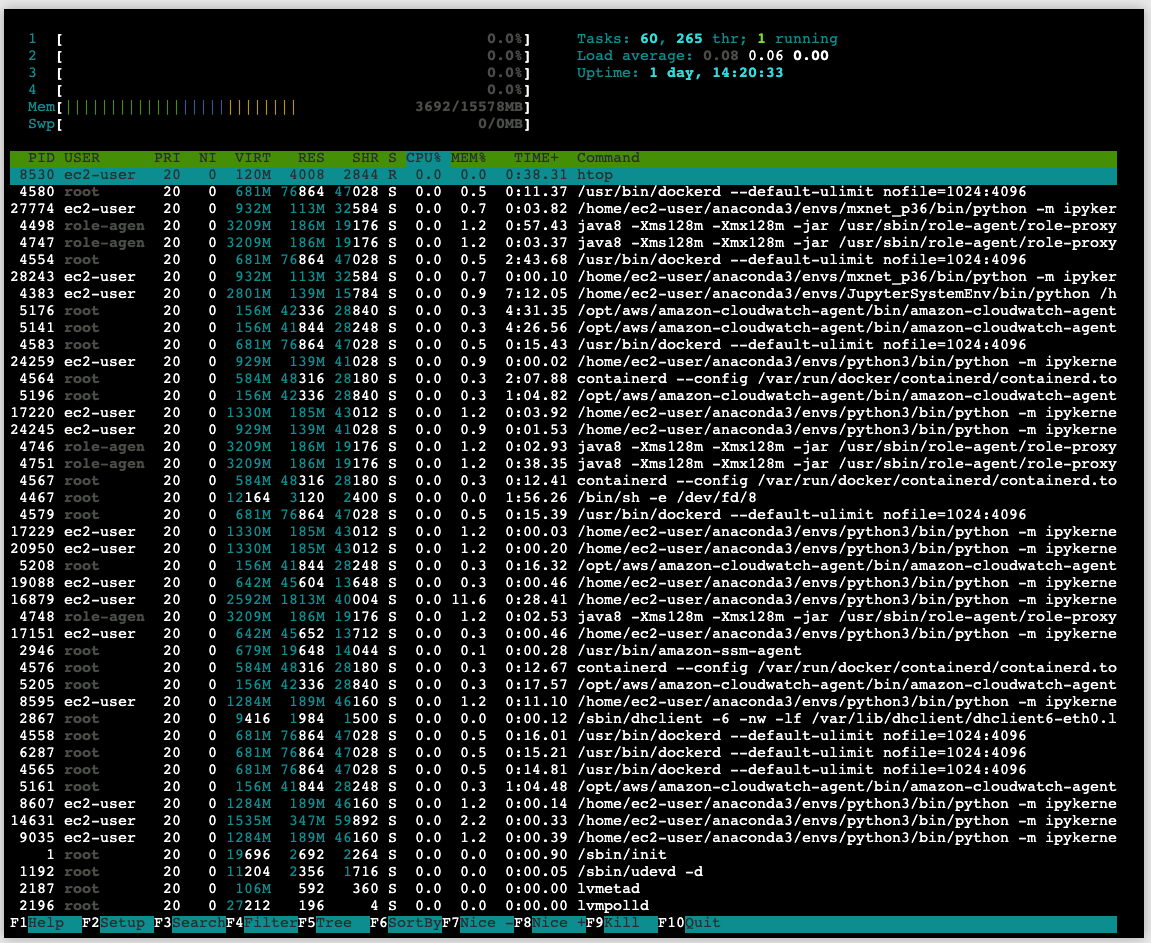 1 [ 0.0%] Tasks: 60, 265 thr; 1 running
2 [ 0.0%] Load average: 0.08 0.06 0.00
3 [ 0.0%] Uptime: 1 day, 14:20:33
4 [ 0.0%]
Mem[||||||||||||||||||||||||||| 3692/15578MB]
Swp[ 0/0MB]
PID USER PRI NI VIRT RES SHR S CPU% MEM% TIME+ Command
8530 ec2-user 20 0 120M 4008 2844 R 0.0 0.0 0:38.31 htop
4580 root 20 0 681M 76864 47028 S 0.0 0.5 0:11.37 /usr/bin/dockerd --default-ulimit nofile=1024:4096
27774 ec2-user 20 0 932M 113M 32584 S 0.0 0.7 0:03.82 /home/ec2-user/anaconda3/envs/mxnet_p36/bin/python -m ipyker
4498 role-agen 20 0 3209M 186M 19176 S 0.0 1.2 0:57.43 java8 -Xms128m -Xmx128m -jar /usr/sbin/role-agent/role-proxy
4747 role-agen 20 0 3209M 186M 19176 S 0.0 1.2 0:03.37 java8 -Xms128m -Xmx128m -jar /usr/sbin/role-agent/role-proxy
4554 root 20 0 681M 76864 47028 S 0.0 0.5 2:43.68 /usr/bin/dockerd --default-ulimit nofile=1024:4096
28243 ec2-user 20 0 932M 113M 32584 S 0.0 0.7 0:00.10 /home/ec2-user/anaconda3/envs/mxnet_p36/bin/python -m ipyker
4383 ec2-user 20 0 2801M 139M 15784 S 0.0 0.9 7:12.05 /home/ec2-user/anaconda3/envs/JupyterSystemEnv/bin/python /h
5176 root 20 0 156M 42336 28840 S 0.0 0.3 4:31.35 /opt/aws/amazon-cloudwatch-agent/bin/amazon-cloudwatch-agent
5141 root 20 0 156M 41844 28248 S 0.0 0.3 4:26.56 /opt/aws/amazon-cloudwatch-agent/bin/amazon-cloudwatch-agent
4583 root 20 0 681M 76864 47028 S 0.0 0.5 0:15.43 /usr/bin/dockerd --default-ulimit nofile=1024:4096
24259 ec2-user 20 0 929M 139M 41028 S 0.0 0.9 0:00.02 /home/ec2-user/anaconda3/envs/python3/bin/python -m ipykerne
4564 root 20 0 584M 48316 28180 S 0.0 0.3 2:07.88 containerd --config /var/run/docker/containerd/containerd.to
5196 root 20 0 156M 42336 28840 S 0.0 0.3 1:04.82 /opt/aws/amazon-cloudwatch-agent/bin/amazon-cloudwatch-agent
17220 ec2-user 20 0 1330M 185M 43012 S 0.0 1.2 0:03.92 /home/ec2-user/anaconda3/envs/python3/bin/python -m ipykerne
24245 ec2-user 20 0 929M 139M 41028 S 0.0 0.9 0:01.53 /home/ec2-user/anaconda3/envs/python3/bin/python -m ipykerne
4746 role-agen 20 0 3209M 186M 19176 S 0.0 1.2 0:02.93 java8 -Xms128m -Xmx128m -jar /usr/sbin/role-agent/role-proxy
4751 role-agen 20 0 3209M 186M 19176 S 0.0 1.2 0:38.35 java8 -Xms128m -Xmx128m -jar /usr/sbin/role-agent/role-proxy
4567 root 20 0 584M 48316 28180 S 0.0 0.3 0:12.41 containerd --config /var/run/docker/containerd/containerd.to
4467 root 20 0 12164 3120 2400 S 0.0 0.0 1:56.26 /bin/sh -e /dev/fd/8
4579 root 20 0 681M 76864 47028 S 0.0 0.5 0:15.39 /usr/bin/dockerd --default-ulimit nofile=1024:4096
17229 ec2-user 20 0 1330M 185M 43012 S 0.0 1.2 0:00.03 /home/ec2-user/anaconda3/envs/python3/bin/python -m ipykerne
20950 ec2-user 20 0 1330M 185M 43012 S 0.0 1.2 0:00.20 /home/ec2-user/anaconda3/envs/python3/bin/python -m ipykerne
5208 root 20 0 156M 41844 28248 S 0.0 0.3 0:16.32 /opt/aws/amazon-cloudwatch-agent/bin/amazon-cloudwatch-agent
19088 ec2-user 20 0 642M 45604 13648 S 0.0 0.3 0:00.46 /home/ec2-user/anaconda3/envs/python3/bin/python -m ipykerne
16879 ec2-user 20 0 2592M 1813M 40004 S 0.0 11.6 0:28.41 /home/ec2-user/anaconda3/envs/python3/bin/python -m ipykerne
4748 role-agen 20 0 3209M 186M 19176 S 0.0 1.2 0:02.53 java8 -Xms128m -Xmx128m -jar /usr/sbin/role-agent/role-proxy
17151 ec2-user 20 0 642M 45652 13712 S 0.0 0.3 0:00.46 /home/ec2-user/anaconda3/envs/python3/bin/python -m ipykerne
2946 root 20 0 679M 19648 14044 S 0.0 0.1 0:00.28 /usr/bin/amazon-ssm-agent
4576 root 20 0 584M 48316 28180 S 0.0 0.3 0:12.67 containerd --config /var/run/docker/containerd/containerd.to
5205 root 20 0 156M 42336 28840 S 0.0 0.3 0:17.57 /opt/aws/amazon-cloudwatch-agent/bin/amazon-cloudwatch-agent
8595 ec2-user 20 0 1284M 189M 46160 S 0.0 1.2 0:11.10 /home/ec2-user/anaconda3/envs/python3/bin/python -m ipykerne
2867 root 20 0 9416 1984 1500 S 0.0 0.0 0:00.12 /sbin/dhclient -6 -nw -lf /var/lib/dhclient/dhclient6-eth0.l
4558 root 20 0 681M 76864 47028 S 0.0 0.5 0:16.01 /usr/bin/dockerd --default-ulimit nofile=1024:4096
6287 root 20 0 681M 76864 47028 S 0.0 0.5 0:15.21 /usr/bin/dockerd --default-ulimit nofile=1024:4096
4565 root 20 0 681M 76864 47028 S 0.0 0.5 0:14.81 /usr/bin/dockerd --default-ulimit nofile=1024:4096
5161 root 20 0 156M 41844 28248 S 0.0 0.3 1:04.48 /opt/aws/amazon-cloudwatch-agent/bin/amazon-cloudwatch-agent
8607 ec2-user 20 0 1284M 189M 46160 S 0.0 1.2 0:00.14 /home/ec2-user/anaconda3/envs/python3/bin/python -m ipykerne
14631 ec2-user 20 0 1535M 347M 59892 S 0.0 2.2 0:00.33 /home/ec2-user/anaconda3/envs/python3/bin/python -m ipykerne
9035 ec2-user 20 0 1284M 189M 46160 S 0.0 1.2 0:00.39 /home/ec2-user/anaconda3/envs/python3/bin/python -m ipykerne
1 root 20 0 19696 2692 2264 S 0.0 0.0 0:00.90 /sbin/init
1192 root 20 0 11204 2356 1716 S 0.0 0.0 0:00.05 /sbin/udevd -d
2187 root 20 0 106M 592 360 S 0.0 0.0 0:00.00 lvmetad
2196 root 20 0 27212 196 4 S 0.0 0.0 0:00.00 lvmpolld
F1Help F2Setup F3SearchF4FilterF5Tree F6SortByF7Nice -F8Nice +F9Kill F10Quit